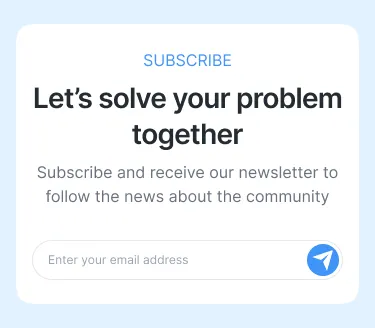 SUBSCRIBE
Let’s solve your problem
together
Subscribe and receive our newsletter to
follow the news about the community
Enter your email address